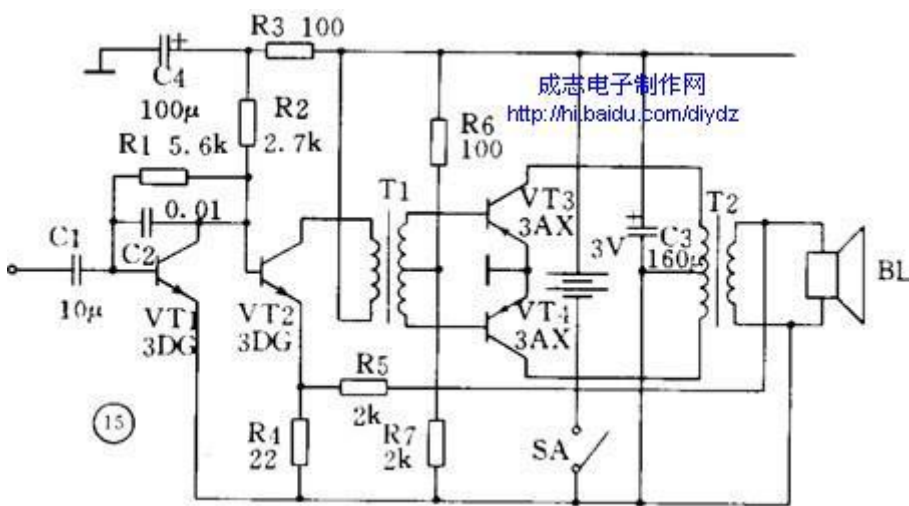 R3 100
C4
100μ
成志电子制作网
http://hi.baidu.com/diydz
R2
2.7k
R6
100
R1 5.6k
T1
VT3
3AX
T2
0.01
C1
C2
3V
C3
160μ
BL
10μ
VT1
3DG
VT2
3DG
VT4
3AX
R5
2k
15
R4
22
R7
2k
SA